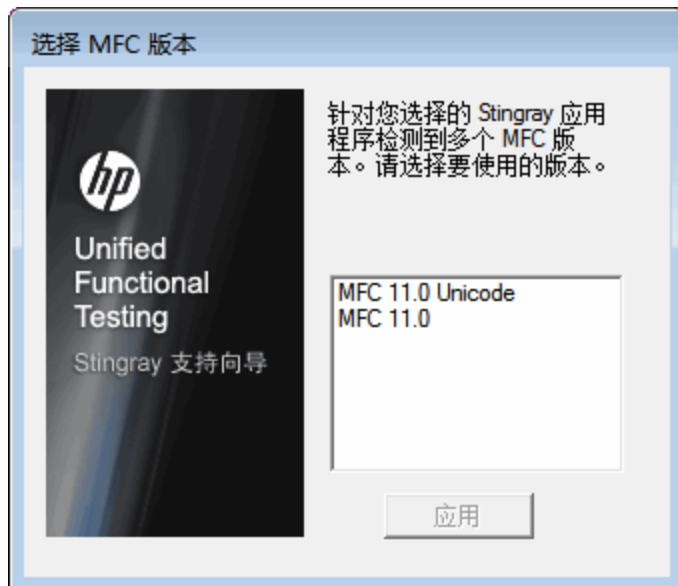 选择 MFC 版本
hp
Unified
Functional
Testing
Stingray 支持向导
针对您选择的 Stingray 应用
程序检测到多个 MFC 版
本。请选择要使用的版本。
MFC 11.0 Unicode
MFC 11.0
应用